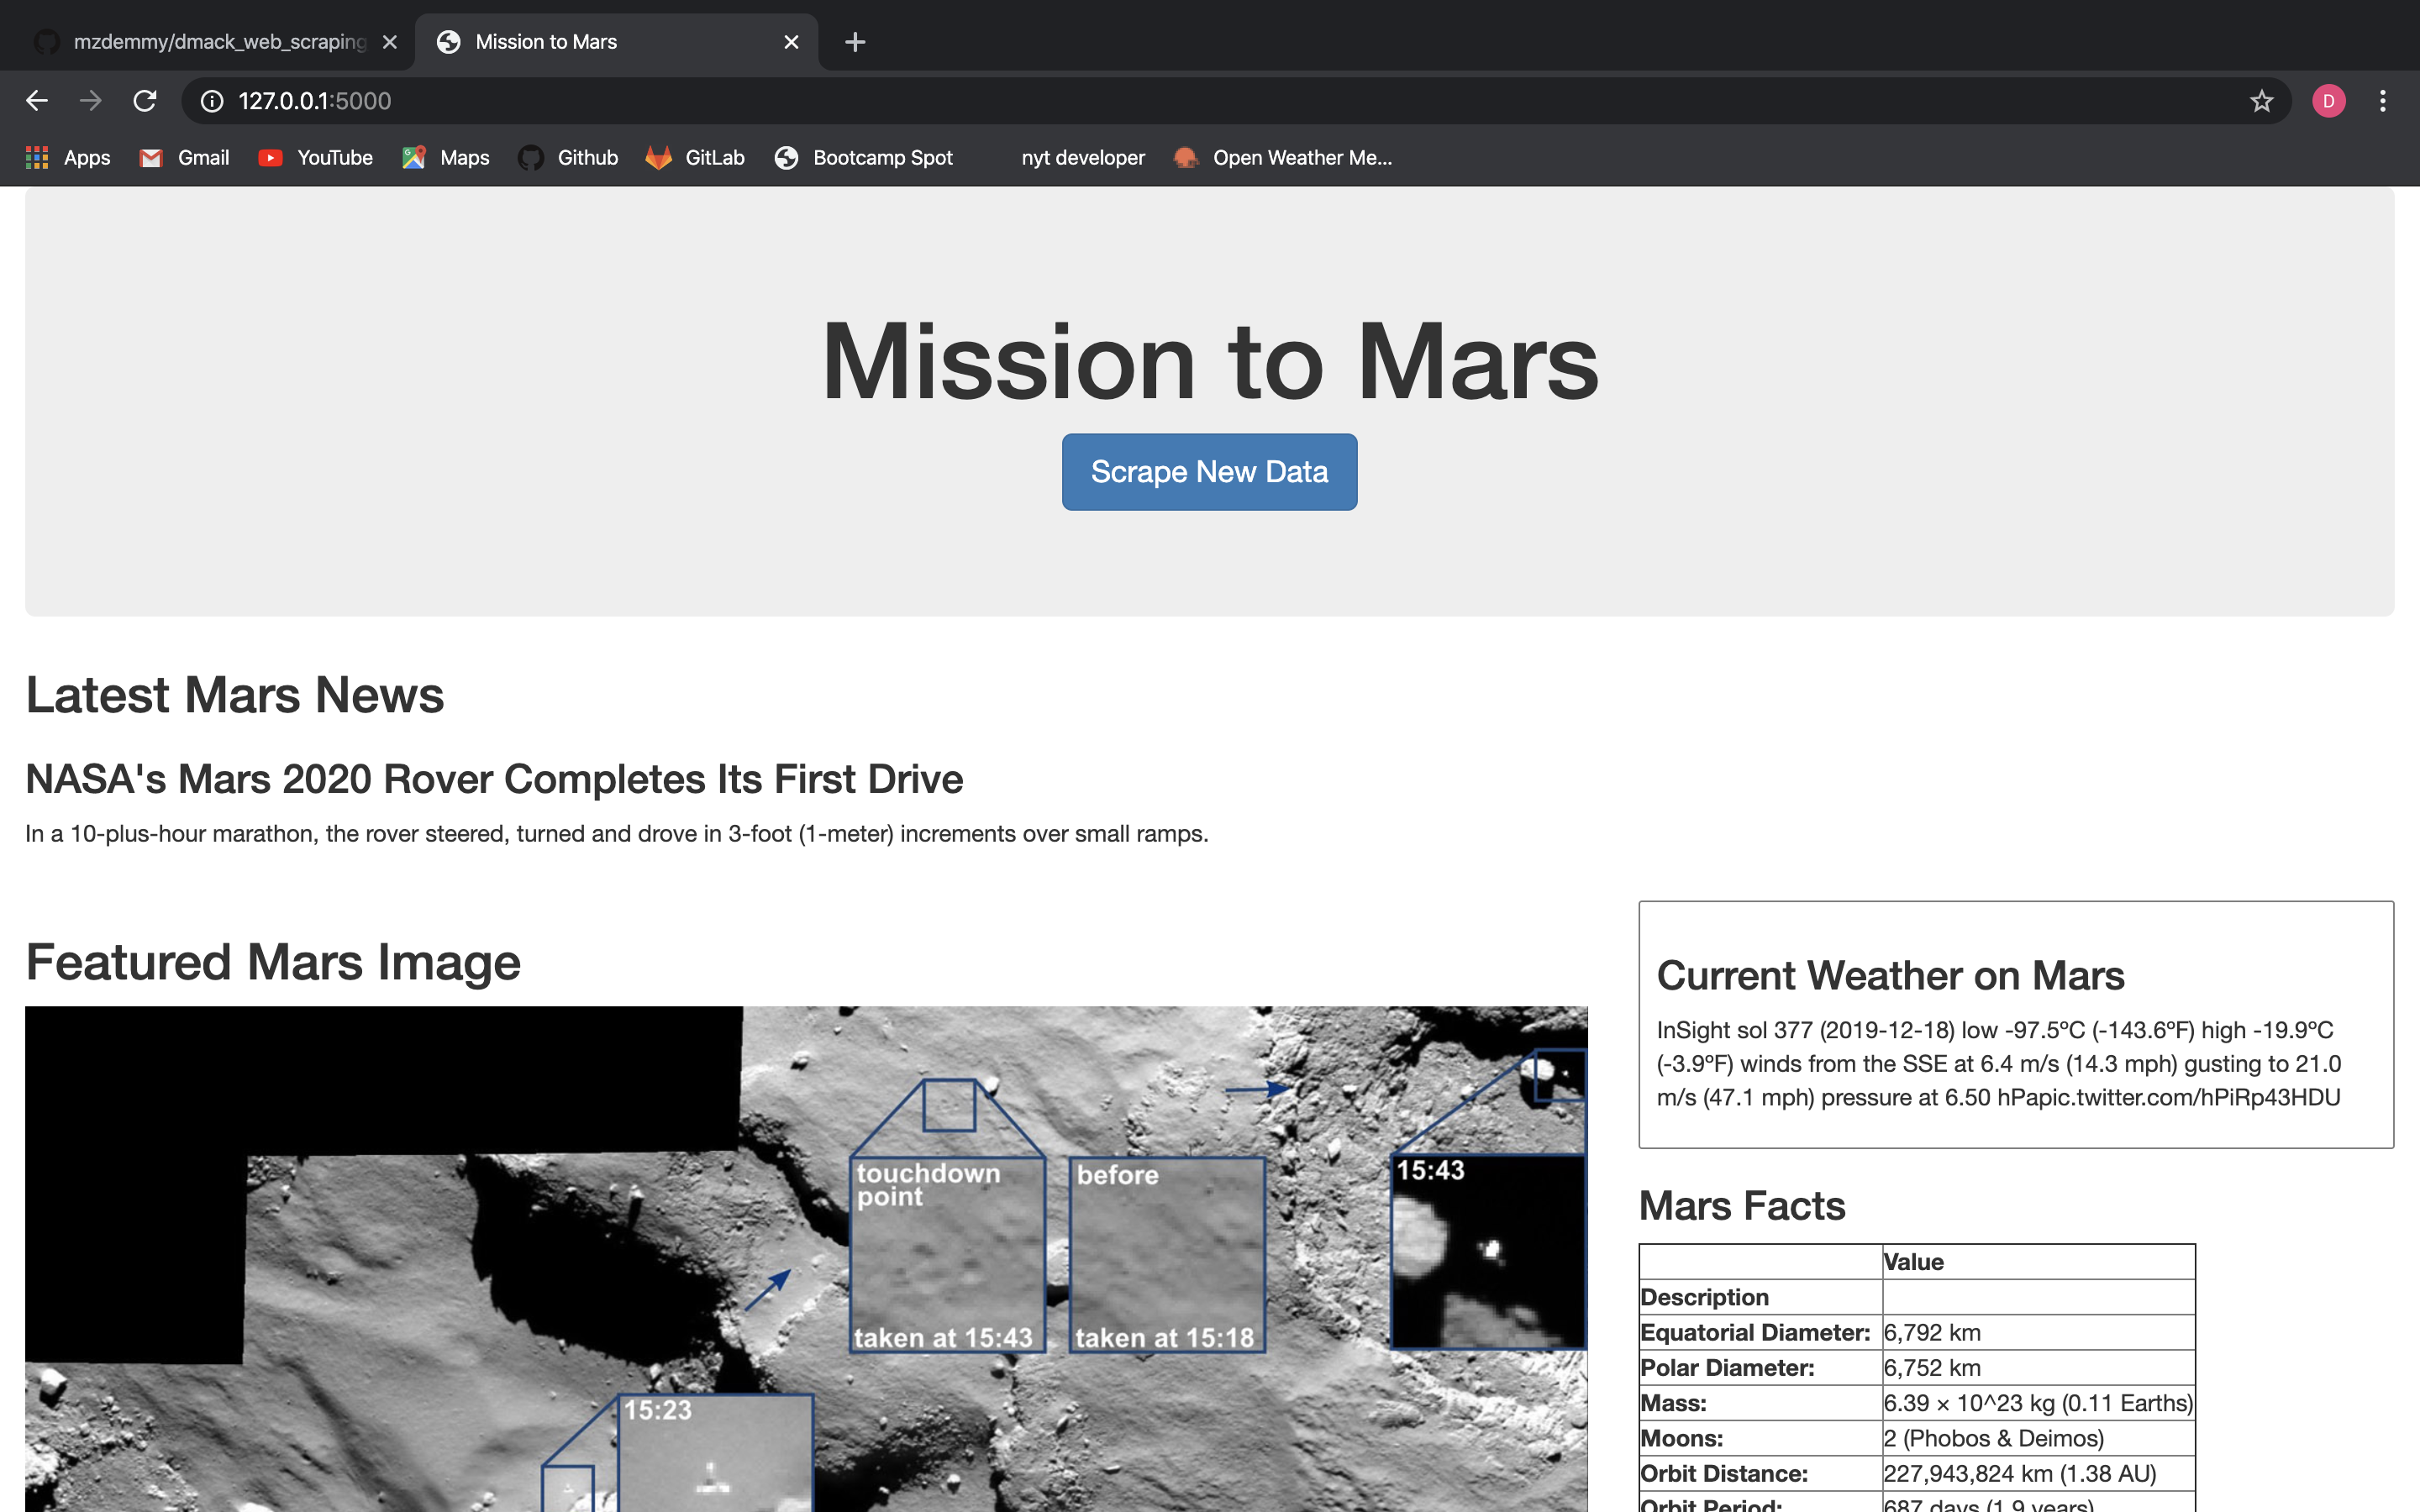 mzdemmy/dmack_web_scraping
Mission to Mars
127.0.0.1:5000
D
Apps
Gmail
YouTube
Maps
Github
GitLab
Bootcamp Spot
nyt developer
Open Weather Me...
Mission to Mars
Scrape New Data
Latest Mars News
NASA's Mars 2020 Rover Completes Its First Drive
In a 10-plus-hour marathon, the rover steered, turned and drove in 3-foot (1-meter) increments over small ramps.
Featured Mars Image
touchdown
point
taken at 15:43
before
taken at 15:18
15:43
15:23
Current Weather on Mars
InSight sol 377 (2019-12-18) low -97.5ºC (-143.6ºF) high -19.9ºC
(-3.9ºF) winds from the SSE at 6.4 m/s (14.3 mph) gusting to 21.0
m/s (47.1 mph) pressure at 6.50 hPapic.twitter.com/hPiRp43HDU
Mars Facts
Value
Description
Equatorial Diameter: 6,792 km
Polar Diameter: 6,752 km
Mass: 6.39 × 10^23 kg (0.11 Earths)
Moons: 2 (Phobos & Deimos)
Orbit Distance: 227,943,824 km (1.38 AU)
Orbit Period: 687 days (1.9 years)